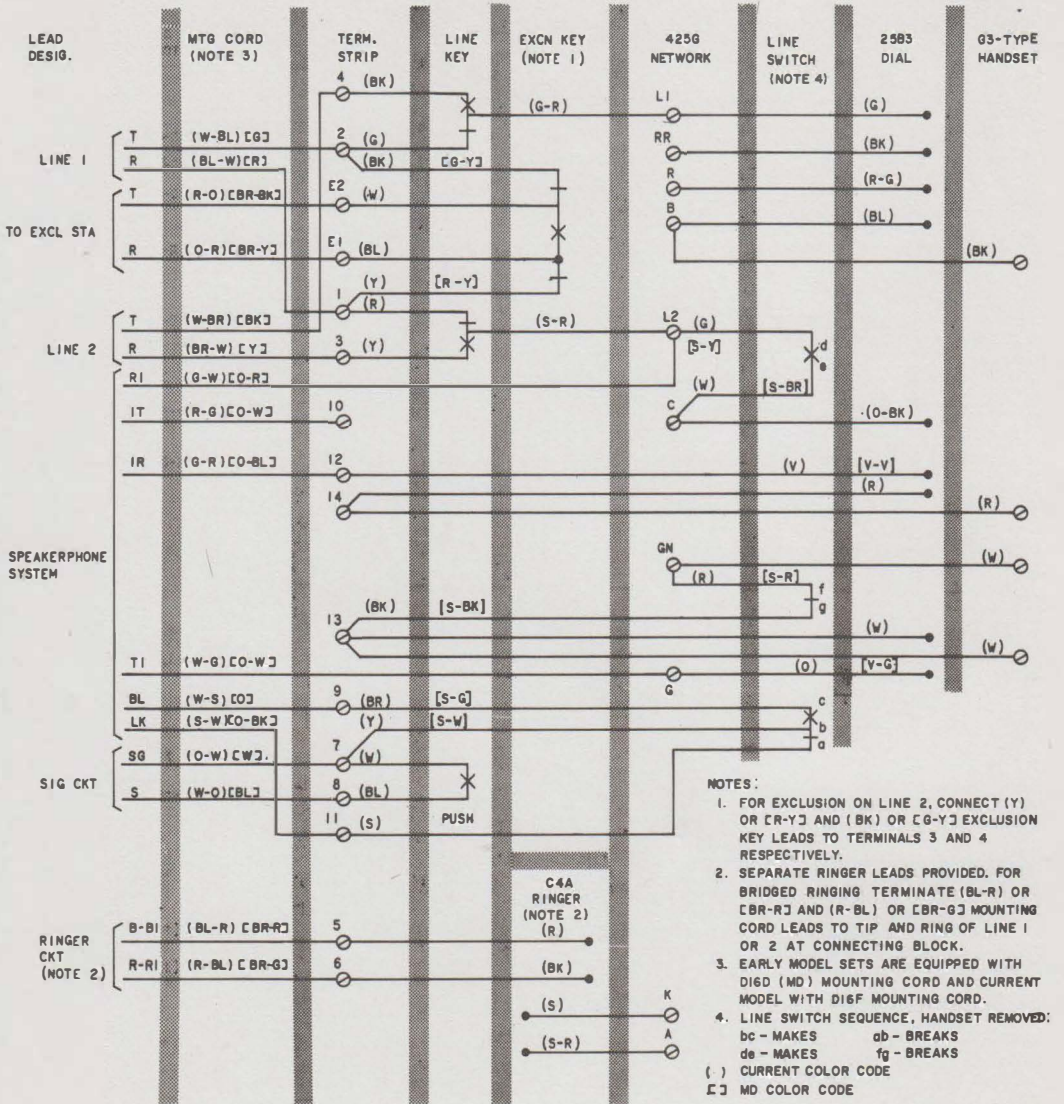 LEAD DESIG.
MTG CORD (NOTE 3)
TERM. STRIP
LINE KEY
EXCN KEY (NOTE 1)
425G NETWORK
LINE SWITCH (NOTE 4)
25B3 DIAL
G3-TYPE HANDSET
4 (BK)
(G-R) L1 (G)
LINE 1
T (W-BL) [G] 2 (G)
RR (BK)
R (BL-W) [R] (BK) [G-Y]
R (R-G)
TO EXCL STA
T (R-O) [BR-BK] E2 (W)
B (BL)
(BK)
R (O-R) [BR-Y] E1 (BL)
(Y) [R-Y]
1 (R)
LINE 2
T (W-BR) [BK]
(S-R) L2 (G)
[S-Y] d
R (BR-W) [Y] 3 (Y)
e
SPEAKERPHONE SYSTEM
R1 (G-W) [O-R]
(W) [S-BR]
1T (R-G) [O-W] 10
C (O-BK)
1R (G-R) [O-BL] 12
(V) [V-V]
14 (R)
(R)
GN (W)
(R) [S-R] f
g
(BK) [S-BK]
13 (W)
(W)
T1 (W-G) [O-W]
G (O) [V-G]
BL (W-S) [O] 9 (BR) [S-G] c
LK (S-W) [O-BK] (Y) [S-W] b
a
SIG CKT
SG (O-W) [W]. 7 (W)
S (W-O) [BL] 8 (BL)
PUSH
11 (S)
C4A RINGER (NOTE 2)
RINGER CKT (NOTE 2)
B-B1 (BL-R) [BR-R] 5 (R)
R-R1 (R-BL) [BR-G] 6 (BK)
(S) K
(S-R) A
NOTES:
1. FOR EXCLUSION ON LINE 2, CONNECT (Y)
OR [R-Y] AND (BK) OR [G-Y] EXCLUSION
KEY LEADS TO TERMINALS 3 AND 4
RESPECTIVELY.
2. SEPARATE RINGER LEADS PROVIDED. FOR
BRIDGED RINGING TERMINATE (BL-R) OR
[BR-R] AND (R-BL) OR [BR-G] MOUNTING
CORD LEADS TO TIP AND RING OF LINE 1
OR 2 AT CONNECTING BLOCK.
3. EARLY MODEL SETS ARE EQUIPPED WITH
D16D (MD) MOUNTING CORD AND CURRENT
MODEL WITH D16F MOUNTING CORD.
4. LINE SWITCH SEQUENCE, HANDSET REMOVED:
bc - MAKES ab - BREAKS
de - MAKES fg - BREAKS
( ) CURRENT COLOR CODE
[ ] MD COLOR CODE